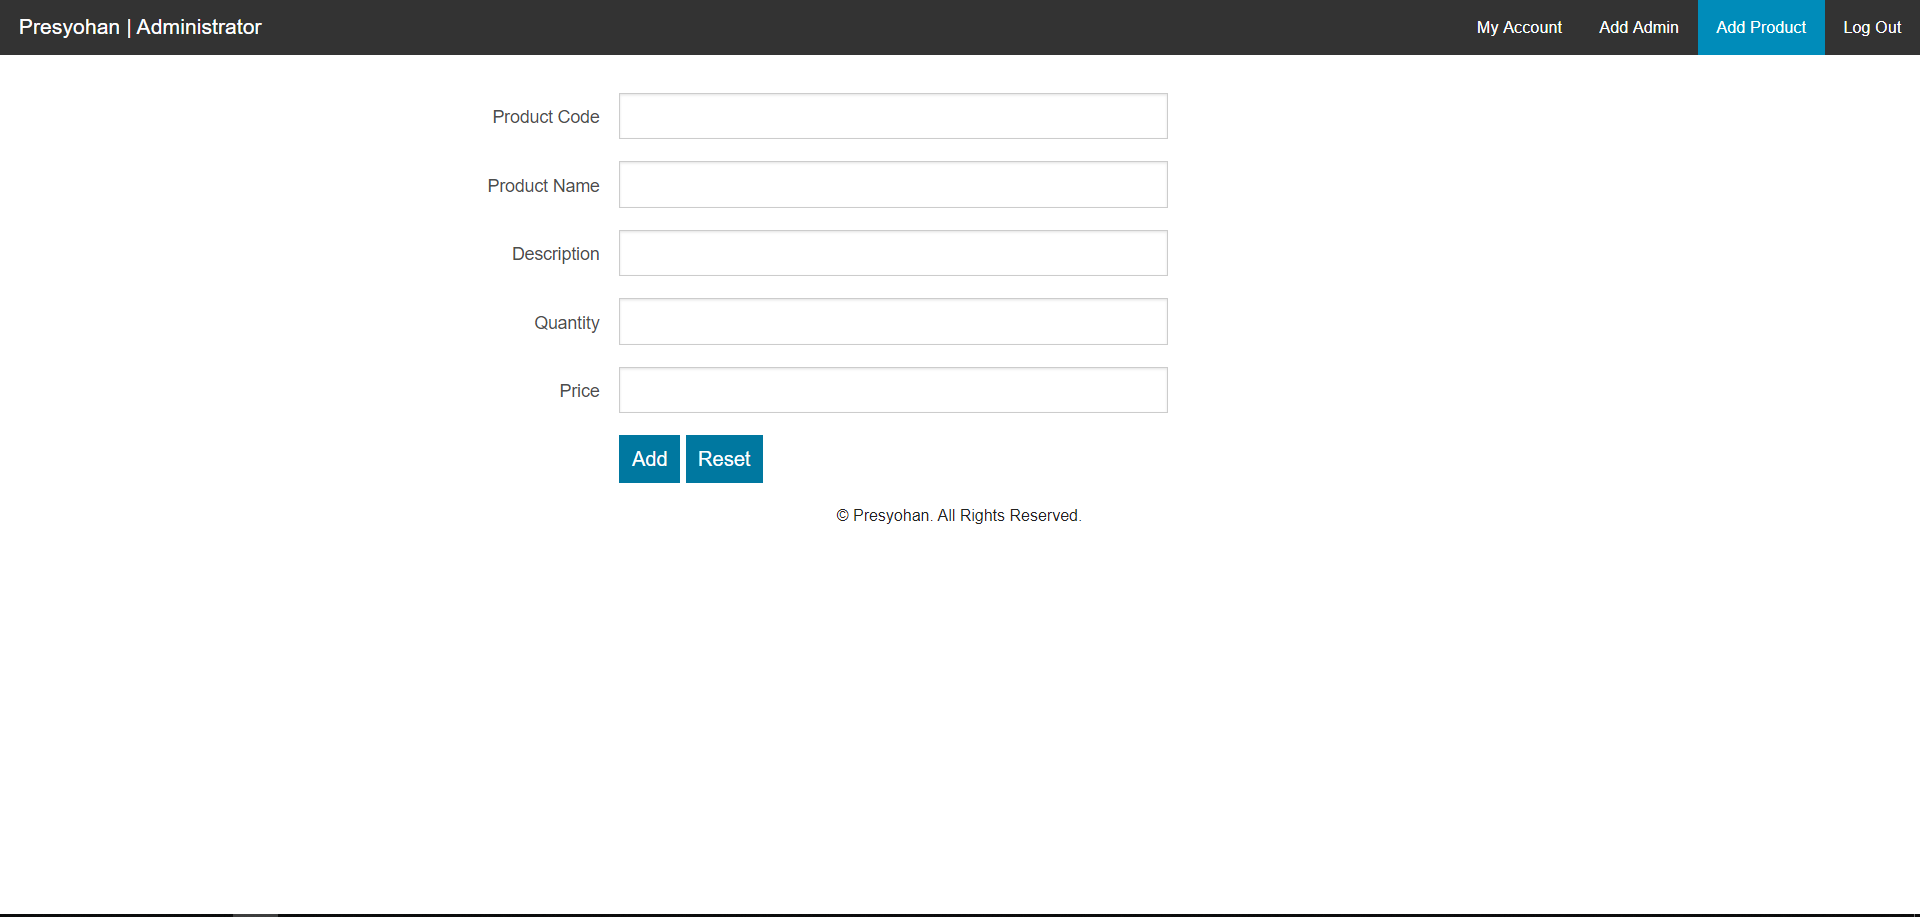 Presyohan | Administrator
My Account
Add Admin
Add Product
Log Out
Product Code
Product Name
Description
Quantity
Price
Add
Reset
© Presyohan. All Rights Reserved.